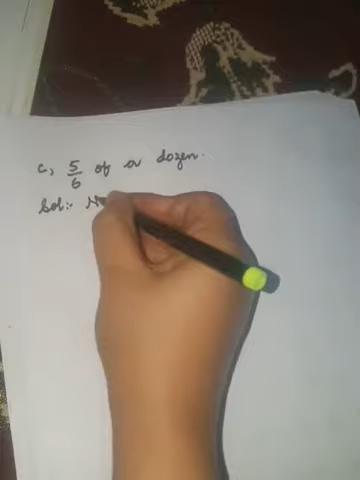 c, 5/6 of a dozen.
Sol:-